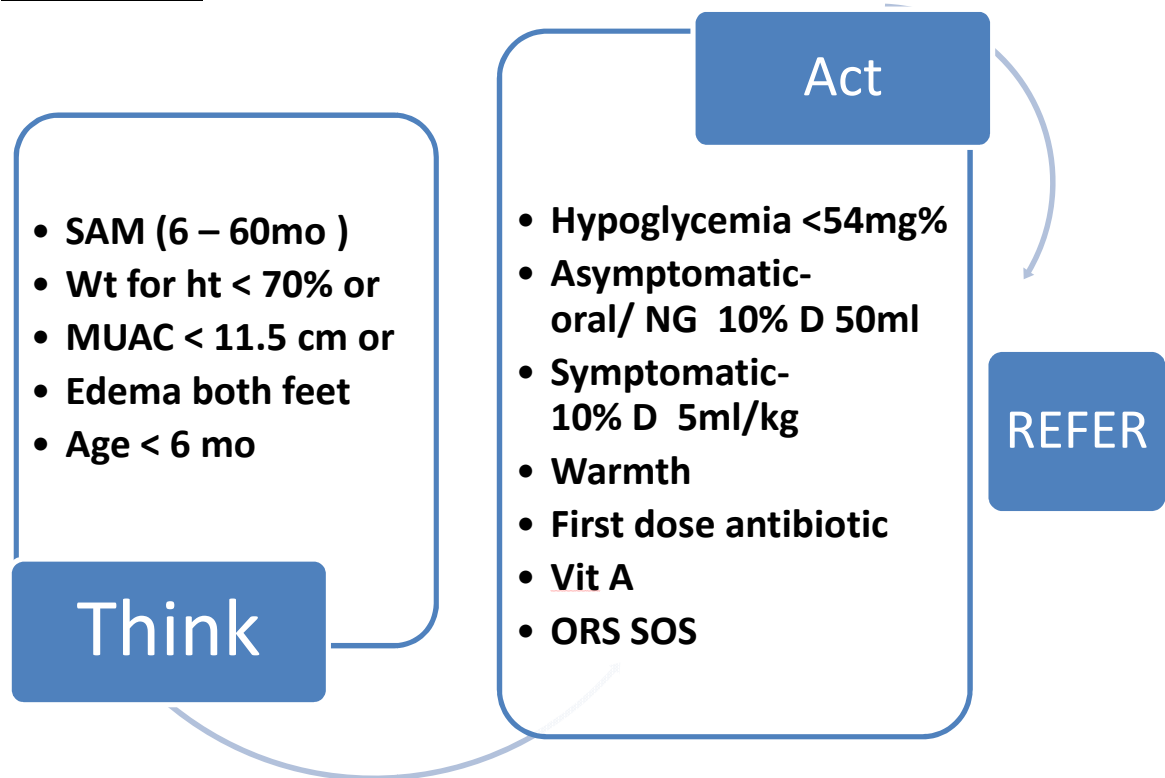 • SAM (6 – 60mo )
• Wt for ht < 70% or
• MUAC < 11.5 cm or
• Edema both feet
• Age < 6 mo
Think
Act
• Hypoglycemia <54mg%
• Asymptomatic-
oral/ NG 10% D 50ml
• Symptomatic-
10% D 5ml/kg
• Warmth
• First dose antibiotic
• Vit A
• ORS SOS
REFER